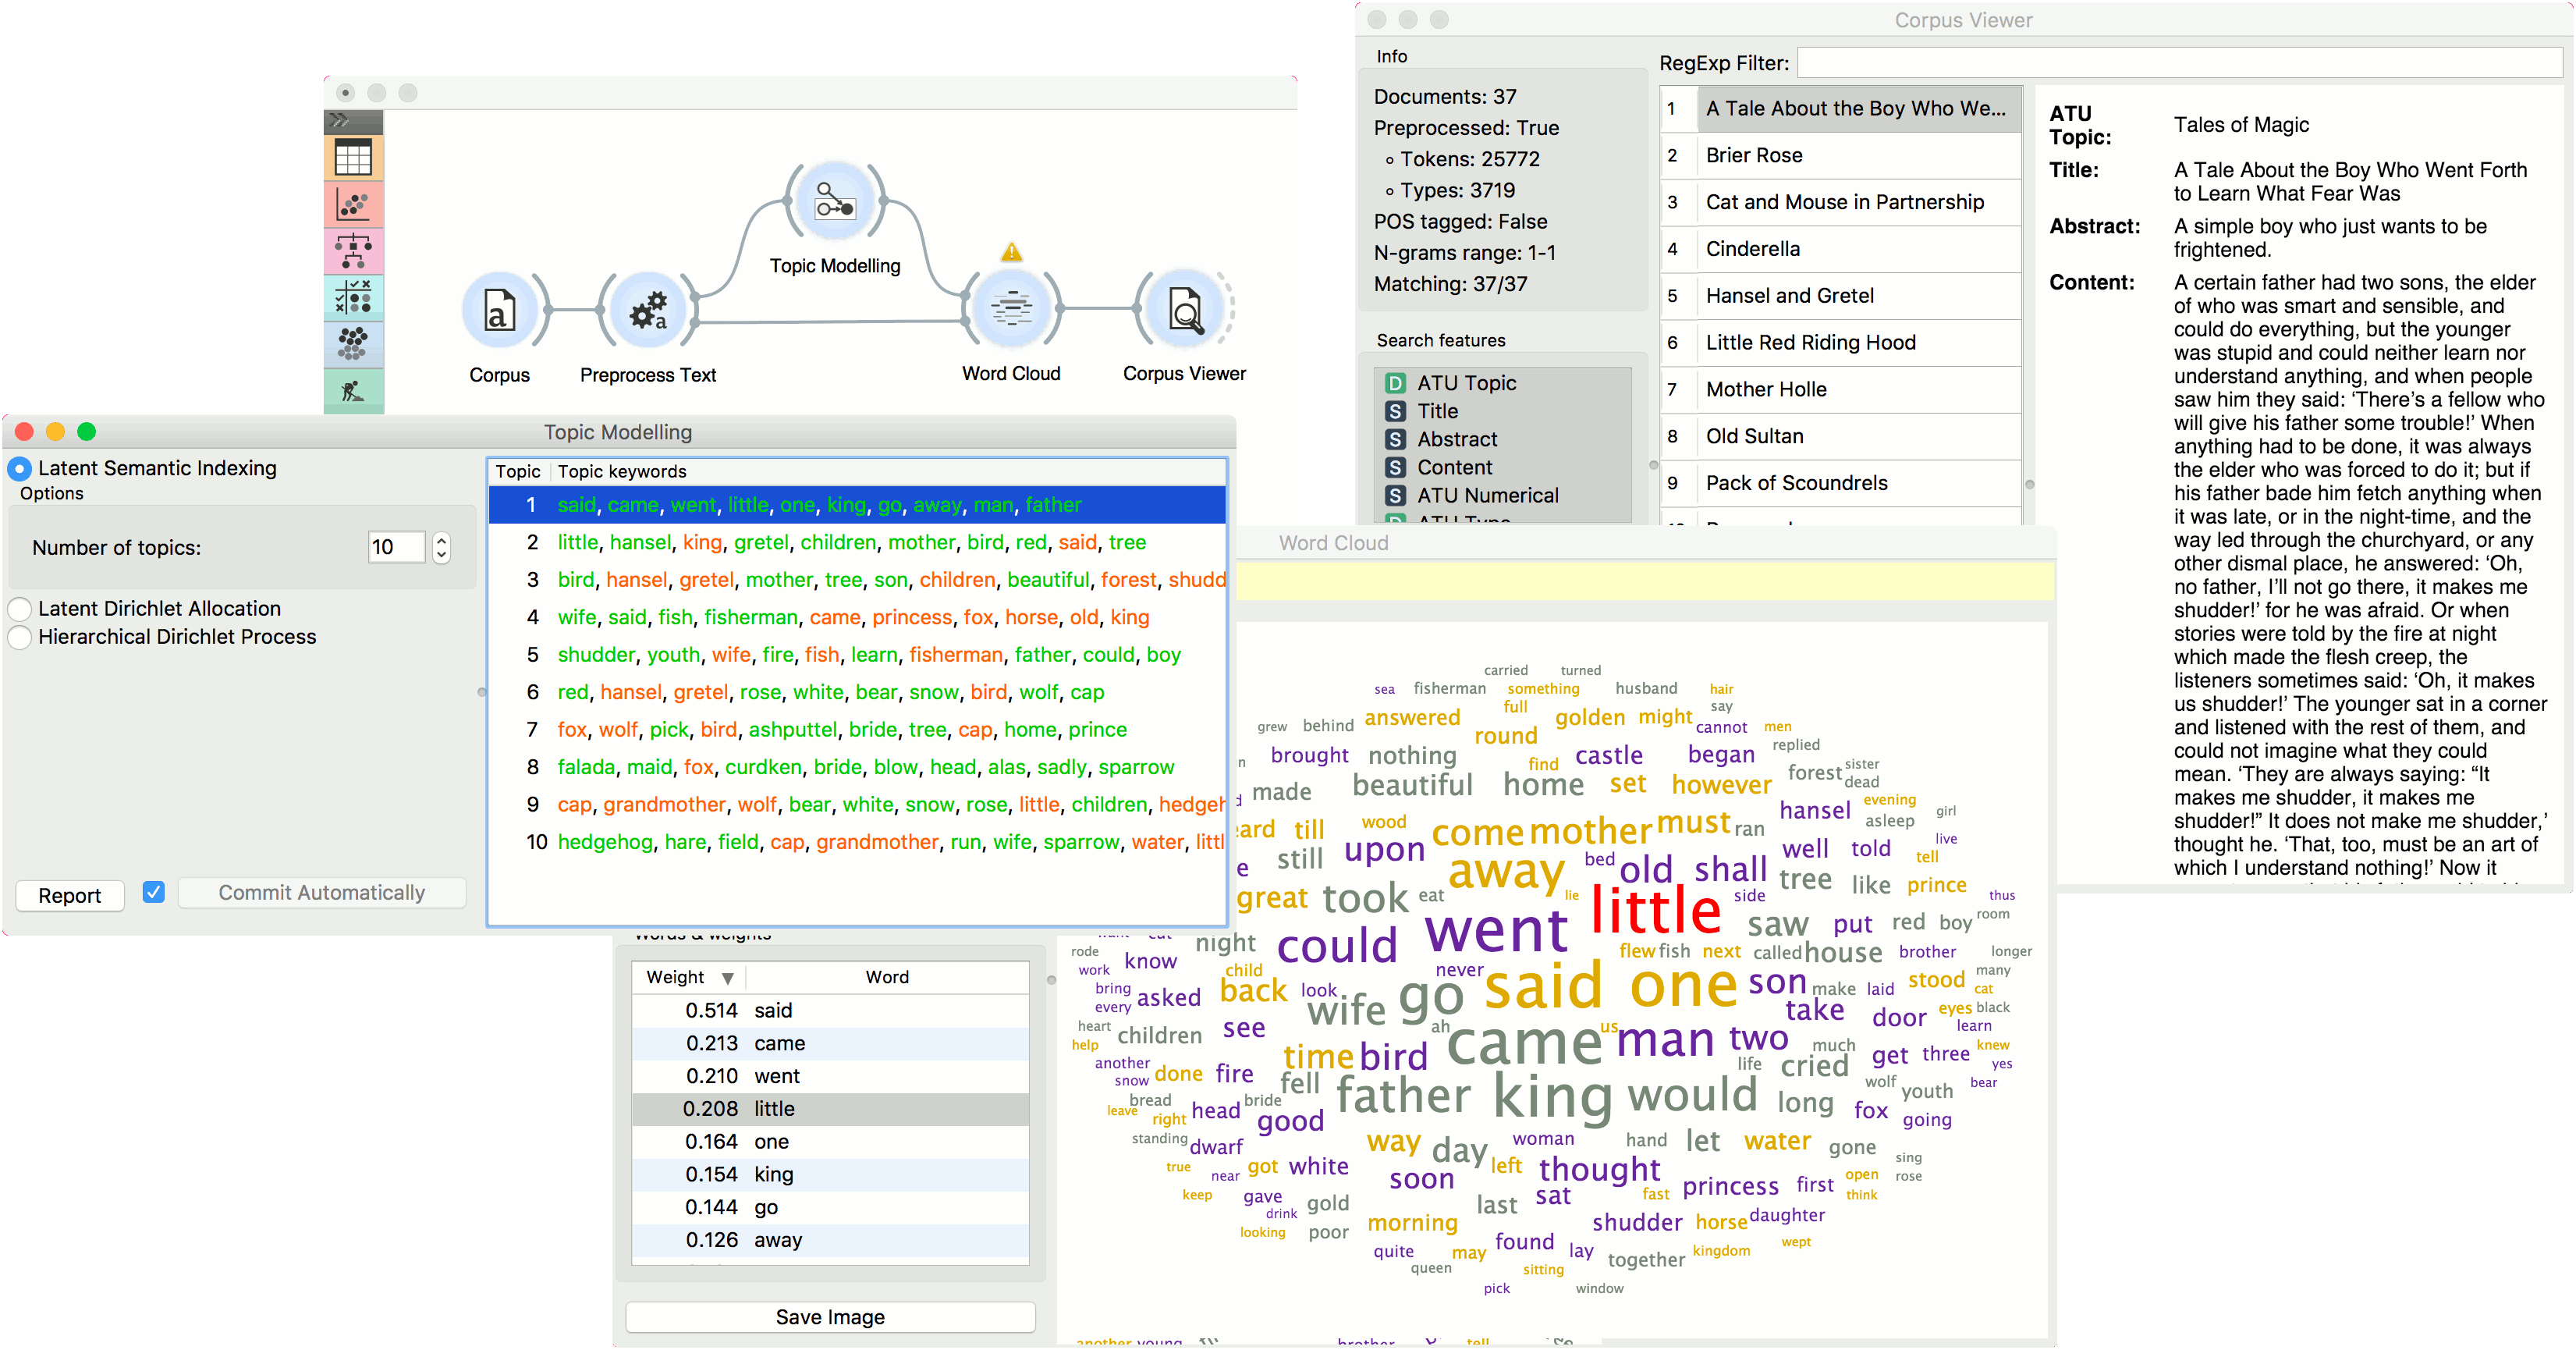 Corpus
Preprocess Text
Topic Modelling
Word Cloud
Corpus Viewer
Corpus Viewer
Info
Documents: 37
Preprocessed: True
◦ Tokens: 25772
◦ Types: 3719
POS tagged: False
N-grams range: 1-1
Matching: 37/37
Search features
D ATU Topic
S Title
S Abstract
S Content
S ATU Numerical
RegExp Filter:
1 A Tale About the Boy Who We...
2 Brier Rose
3 Cat and Mouse in Partnership
4 Cinderella
5 Hansel and Gretel
6 Little Red Riding Hood
7 Mother Holle
8 Old Sultan
9 Pack of Scoundrels
ATU Topic: Tales of Magic
Title: A Tale About the Boy Who Went Forth
to Learn What Fear Was
Abstract: A simple boy who just wants to be
frightened.
Content: A certain father had two sons, the elder
of who was smart and sensible, and
could do everything, but the younger
was stupid and could neither learn nor
understand anything, and when people
saw him they said: ‘There’s a fellow who
will give his father some trouble!’ When
anything had to be done, it was always
the elder who was forced to do it; but if
his father bade him fetch anything when
it was late, or in the night-time, and the
way led through the churchyard, or any
other dismal place, he answered: ‘Oh,
no father, I’ll not go there, it makes me
shudder!’ for he was afraid. Or when
stories were told by the fire at night
which made the flesh creep, the
listeners sometimes said: ‘Oh, it makes
us shudder!’ The younger sat in a corner
and listened with the rest of them, and
could not imagine what they could
mean. ‘They are always saying: “It
makes me shudder, it makes me
shudder!” It does not make me shudder,’
thought he. ‘That, too, must be an art of
which I understand nothing!’ Now it
Topic Modelling
Latent Semantic Indexing
Options
Number of topics: 10
Latent Dirichlet Allocation
Hierarchical Dirichlet Process
Report
Commit Automatically
Topic Topic keywords
1 said, came, went, little, one, king, go, away, man, father
2 little, hansel, king, gretel, children, mother, bird, red, said, tree
3 bird, hansel, gretel, mother, tree, son, children, beautiful, forest, shudd
4 wife, said, fish, fisherman, came, princess, fox, horse, old, king
5 shudder, youth, wife, fire, fish, learn, fisherman, father, could, boy
6 red, hansel, gretel, rose, white, bear, snow, bird, wolf, cap
7 fox, wolf, pick, bird, ashputtel, bride, tree, cap, home, prince
8 falada, maid, fox, curdken, bride, blow, head, alas, sadly, sparrow
9 cap, grandmother, wolf, bear, white, snow, rose, little, children, hedgeh
10 hedgehog, hare, field, cap, grandmother, run, wife, sparrow, water, littl
Words & weights
Weight Word
0.514 said
0.213 came
0.210 went
0.208 little
0.164 one
0.154 king
0.144 go
0.126 away
Save Image
Word Cloud
carried turned
sea fisherman something husband hair
full say
grew behind answered golden might cannot men
round replied
brought nothing castle began
find forest sister
made beautiful home set however dead
hansel evening girl
till wood come mother must ran asleep
still upon bed old shall well told live
away tell
great took eat lie side tree like prince thus
went little saw put red boy room
night could flew fish next called house brother longer
rode know never
work child said one son make laid stood many
bring asked back look wife go take cat
every us door eyes black
heart children see ah came man two learn
help time bird much get three knew
another done fire fell life cried yes
snow wolf youth bear
bread bride father king would long fox
leave right head good going
standing dwarf way day woman hand let water gone
true near got white left thought sing
soon open rose
keep gave gold last sat fast princess first think
drink shudder horse daughter
looking poor morning
quite may found lay together kingdom wept
queen sitting
pick window
another young brother tell